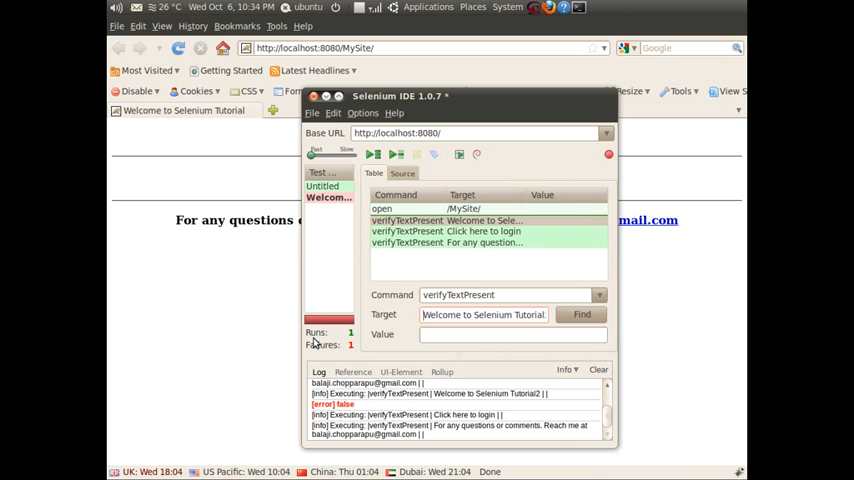 26 °C Wed Oct 6, 10:34 PM ubuntu Applications Places System
File Edit View History Bookmarks Tools Help
http://localhost:8080/MySite/ Google
Most Visited Getting Started Latest Headlines
Disable Cookies CSS Resize Tools View S
Welcome to Selenium Tutorial
Selenium IDE 1.0.7 *
File Edit Options Help
Base URL http://localhost:8080/
Fast Slow
Test ... Table Source
Untitled
Welcom...
Command Target Value
open /MySite/
verifyTextPresent Welcome to Sele...
verifyTextPresent Click here to login
verifyTextPresent For any question...
For any questions mail.com
Command verifyTextPresent
Target Welcome to Selenium Tutorial Find
Value
Runs: 1
Failures: 1
Log Reference UI-Element Rollup Info Clear
balaji.chopparapu@gmail.com | |
[info] Executing: |verifyTextPresent | Welcome to Selenium Tutorial2 | |
[error] false
[info] Executing: |verifyTextPresent | Click here to login | |
[info] Executing: |verifyTextPresent | For any questions or comments. Reach me at
balaji.chopparapu@gmail.com | |
UK: Wed 18:04 US Pacific: Wed 10:04 China: Thu 01:04 Dubai: Wed 21:04 Done